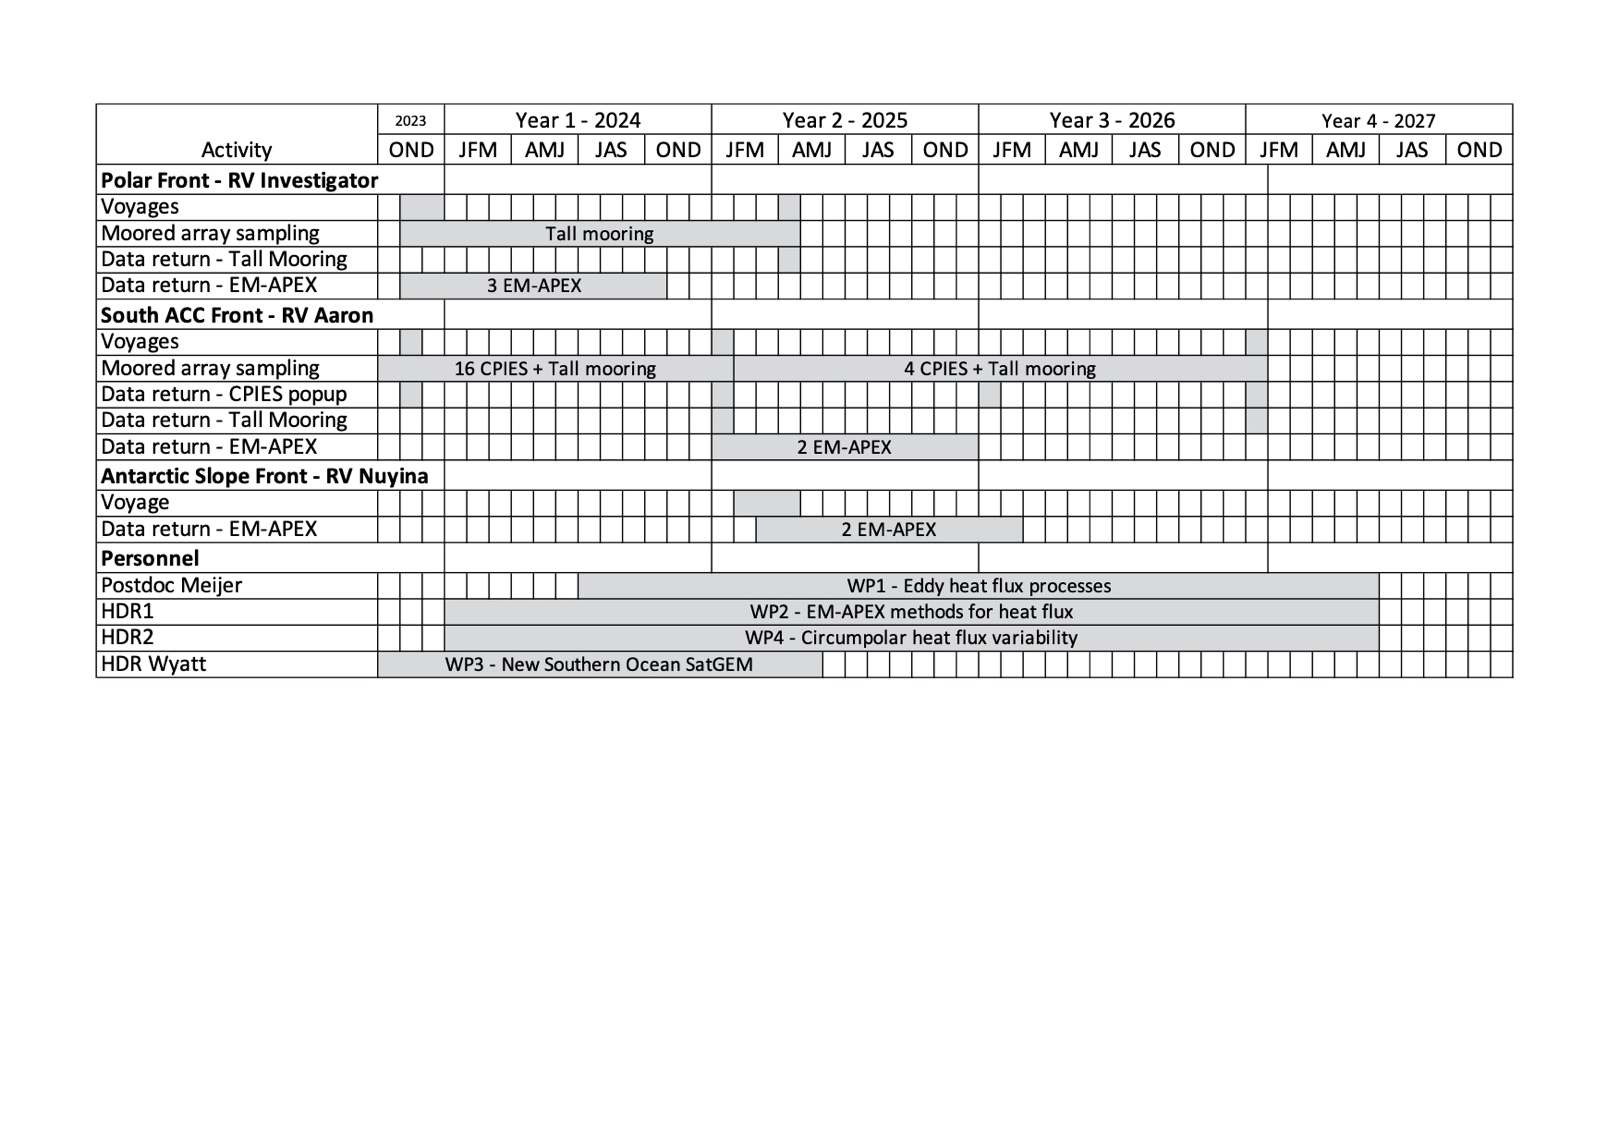 2023 Year 1 - 2024 Year 2 - 2025 Year 3 - 2026 Year 4 - 2027
Activity OND JFM AMJ JAS OND JFM AMJ JAS OND JFM AMJ JAS OND JFM AMJ JAS OND
Polar Front - RV Investigator
Voyages
Moored array sampling Tall mooring
Data return - Tall Mooring
Data return - EM-APEX 3 EM-APEX
South ACC Front - RV Aaron
Voyages
Moored array sampling 16 CPIES + Tall mooring 4 CPIES + Tall mooring
Data return - CPIES popup
Data return - Tall Mooring
Data return - EM-APEX 2 EM-APEX
Antarctic Slope Front - RV Nuyina
Voyage
Data return - EM-APEX 2 EM-APEX
Personnel
Postdoc Meijer WP1 - Eddy heat flux processes
HDR1 WP2 - EM-APEX methods for heat flux
HDR2 WP4 - Circumpolar heat flux variability
HDR Wyatt WP3 - New Southern Ocean SatGEM